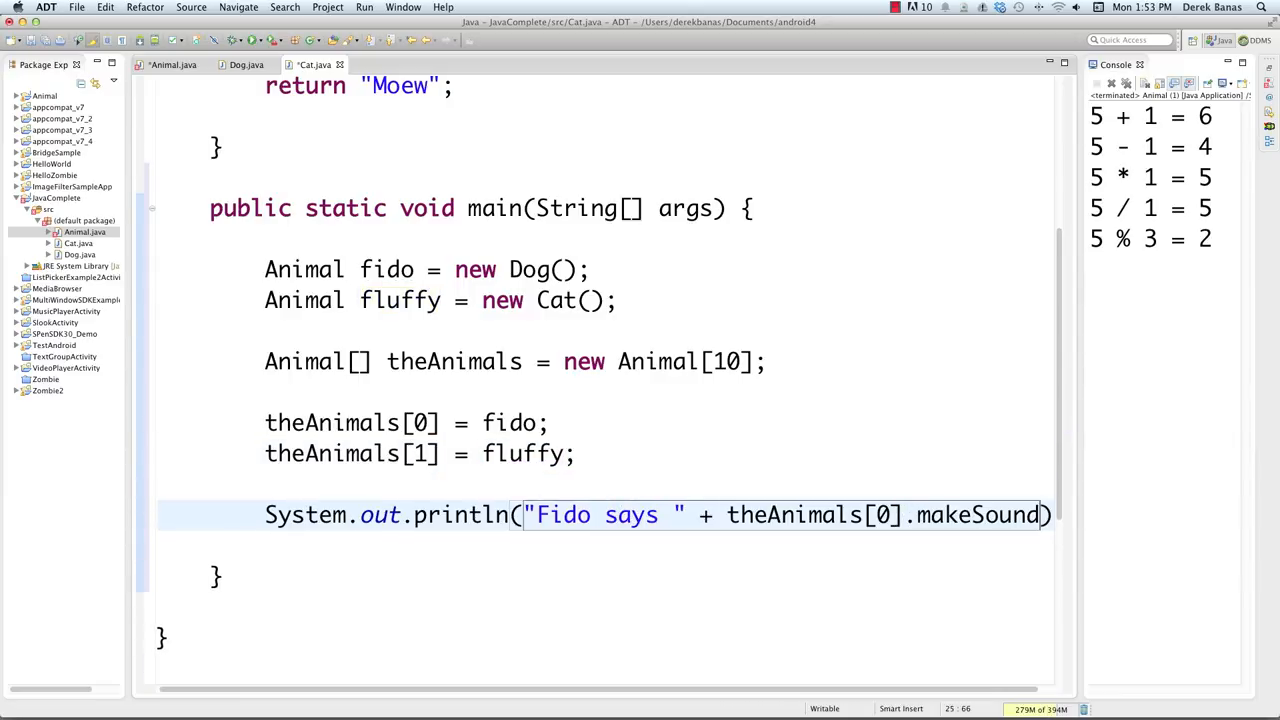 ADT File Edit Refactor Source Navigate Search Project Run Window Help
10 Mon 1:53 PM Derek Banas
Java – JavaComplete/src/Cat.java – ADT – /Users/derekbanas/Documents/android4
Quick Access Java DDMS
Package Exp
*Animal.java Dog.java *Cat.java
Console
Animal
appcompat_v7
appcompat_v7_2
appcompat_v7_3
appcompat_v7_4
BridgeSample
HelloWorld
HelloZombie
ImageFilterSampleApp
JavaComplete
src
(default package)
Animal.java
Cat.java
Dog.java
JRE System Library [J
ListPickerExample2Activi
MediaBrowser
MultiWindowSDKExample
MusicPlayerActivity
SlookActivity
SPenSDK30_Demo
TestAndroid
TextGroupActivity
VideoPlayerActivity
Zombie
Zombie2
return "Moew";
}
public static void main(String[] args) {
Animal fido = new Dog();
Animal fluffy = new Cat();
Animal[] theAnimals = new Animal[10];
theAnimals[0] = fido;
theAnimals[1] = fluffy;
System.out.println("Fido says " + theAnimals[0].makeSound)
}
}
<terminated> Animal (1) [Java Application] /S
5 + 1 = 6
5 - 1 = 4
5 * 1 = 5
5 / 1 = 5
5 % 3 = 2
Writable Smart Insert 25 : 66 279M of 394M